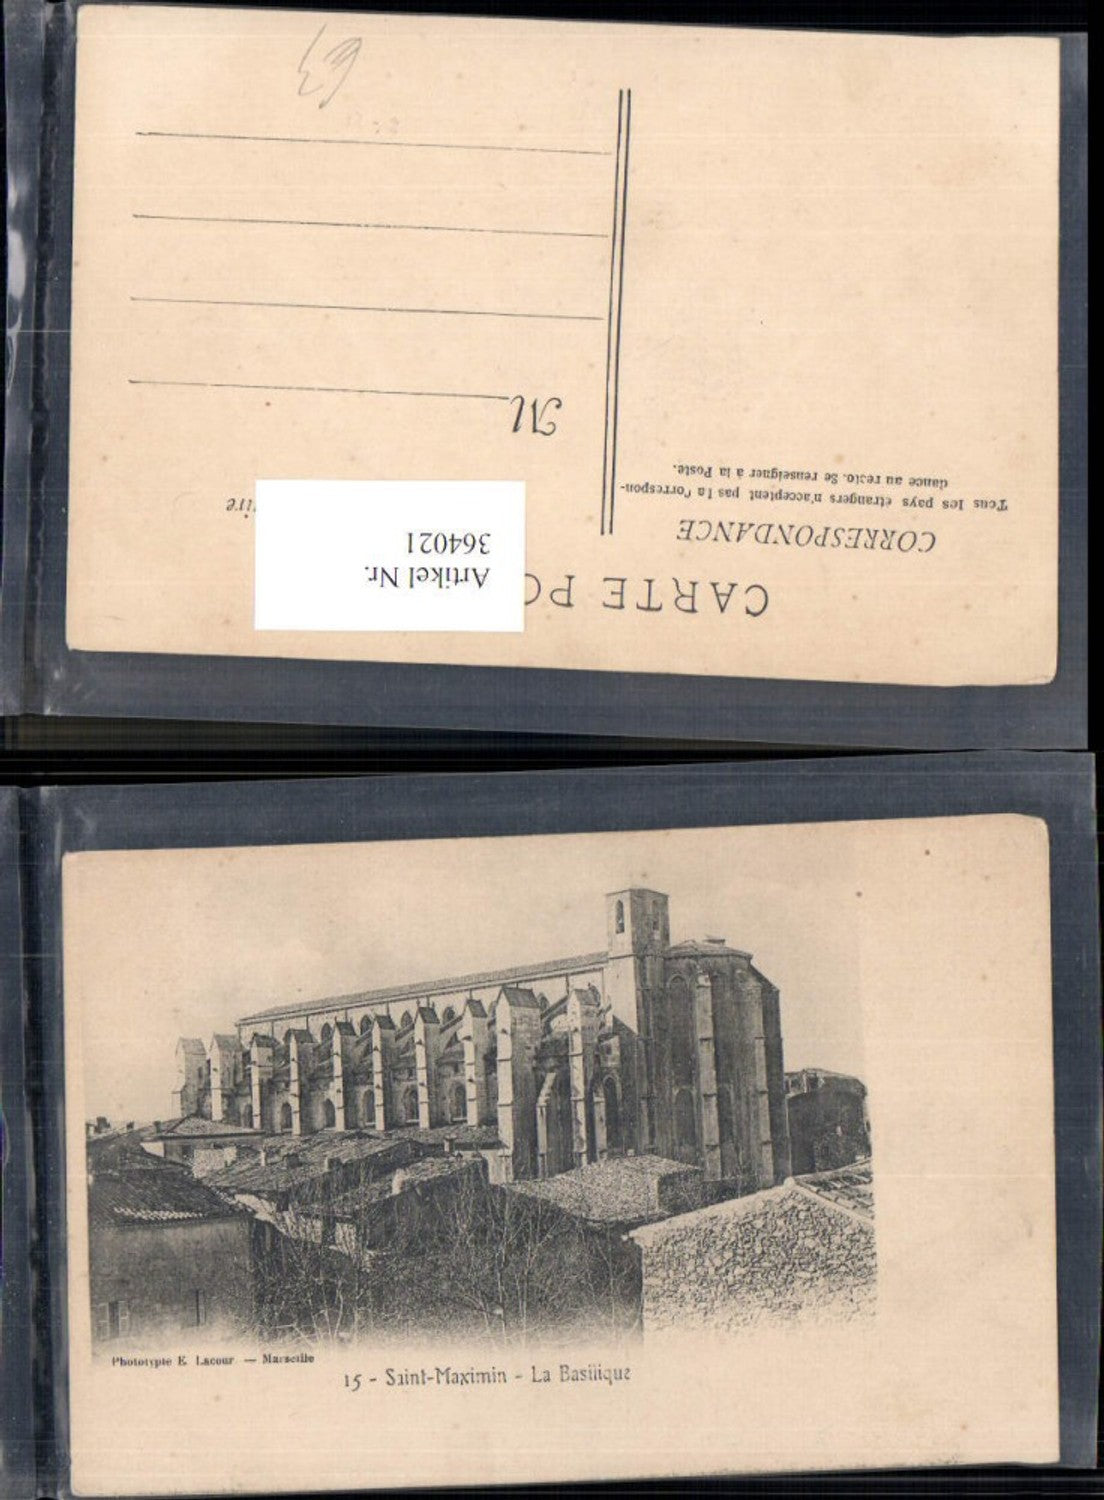 CARTE PO
CORRESPONDANCE
Tous les pays étrangers n'acceptent pas la Correspon-
dance au recto. Se renseigner à la Poste.
M
Artikel Nr.
364021
Phototypie E. Lacour — Marseille
15 - Saint-Maximin - La Basilique